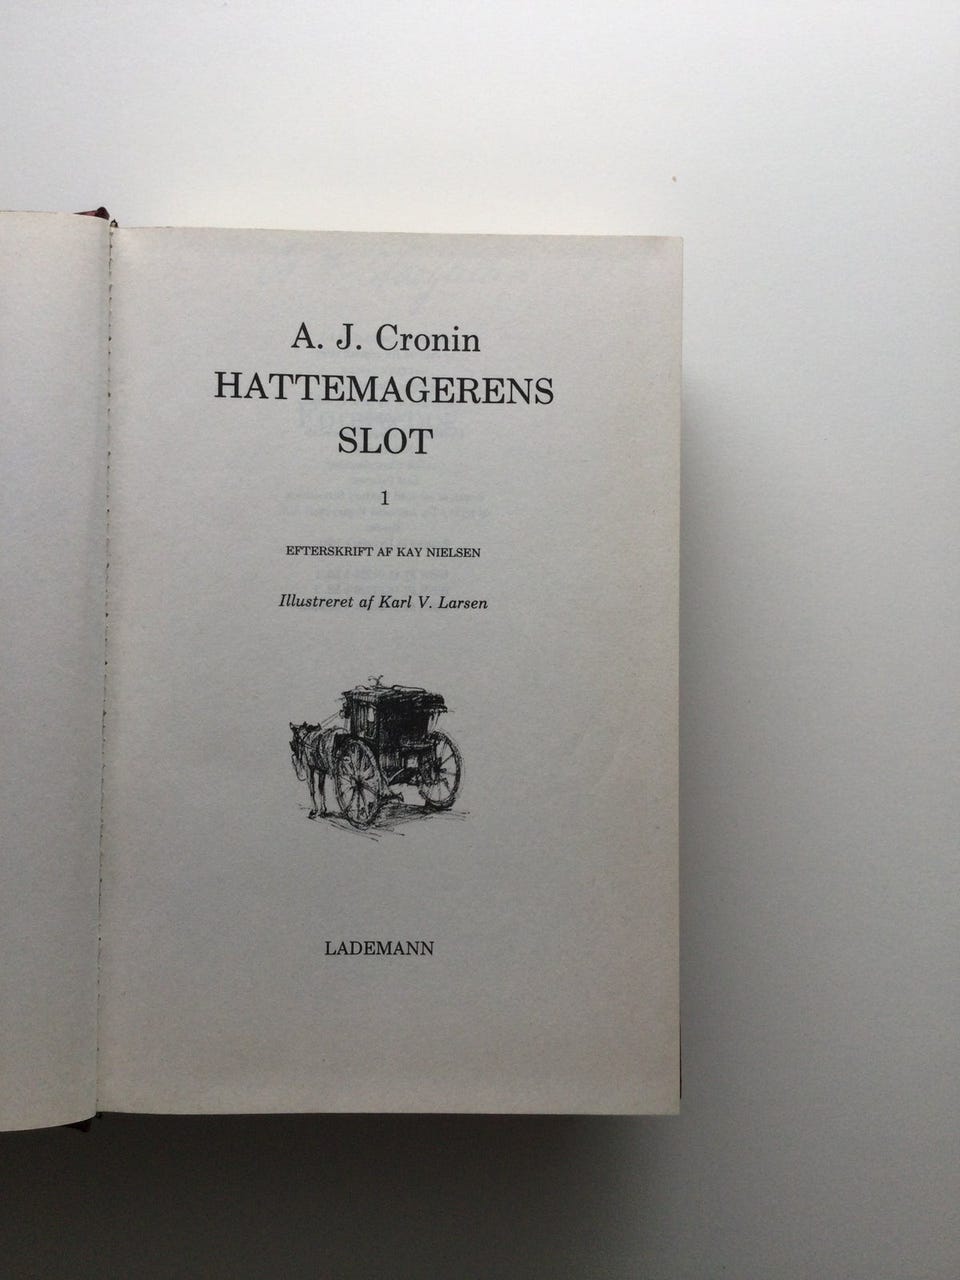 A. J. Cronin
HATTEMAGERENS
SLOT
1
EFTERSKRIFT AF KAY NIELSEN
Illustreret af Karl V. Larsen
LADEMANN